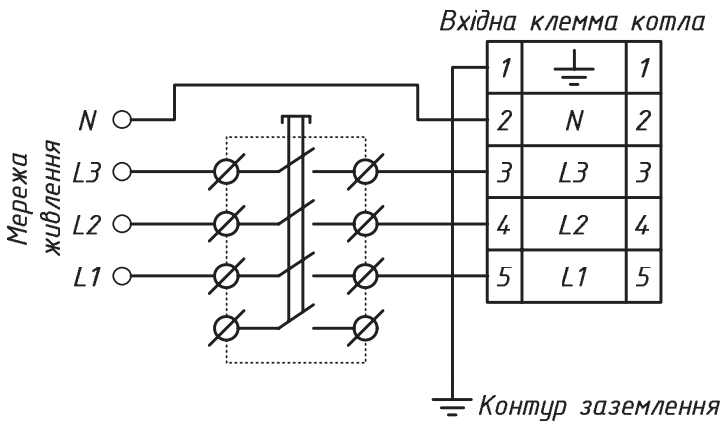 Вхідна клемма котла
1 1
N 2 N 2
L3 3 L3 3
L2 4 L2 4
L1 5 L1 5
Мережа
живлення
Контур заземлення